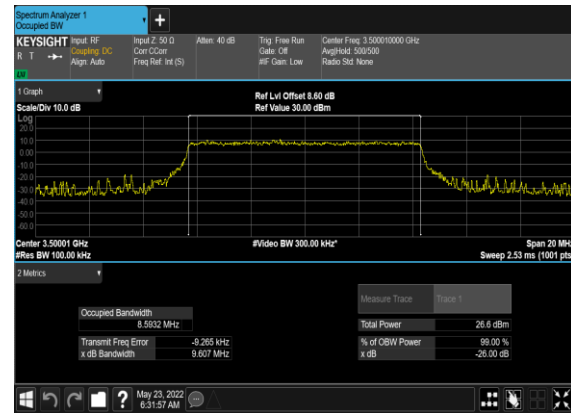 Spectrum Analyzer 1
Occupied BW
+
KEYSIGHT
R T
Input: RF
Coupling: DC
Align: Auto
Input Z: 50 Ω
Corr CCorr
Freq Ref: Int (S)
Atten: 40 dB
Trig: Free Run
Gate: Off
#IF Gain: Low
Center Freq: 3.500010000 GHz
Avg|Hold: 500/500
Radio Std: None
LV
1 Graph
Scale/Div 10.0 dB
Ref Lvl Offset 8.60 dB
Ref Value 30.00 dBm
Log
20.0
10.0
0.00
-10.0
-20.0
-30.0
-40.0
-50.0
-60.0
Center 3.50001 GHz
#Res BW 100.00 kHz
#Video BW 300.00 kHz*
Span 20 MH
Sweep 2.53 ms (1001 pts
2 Metrics
Measure Trace Trace 1
Occupied Bandwidth
8.5932 MHz
Total Power 26.6 dBm
Transmit Freq Error -9.265 kHz
% of OBW Power 99.00 %
x dB Bandwidth 9.607 MHz
x dB -26.00 dB
?
May 23, 2022
6:31:57 AM